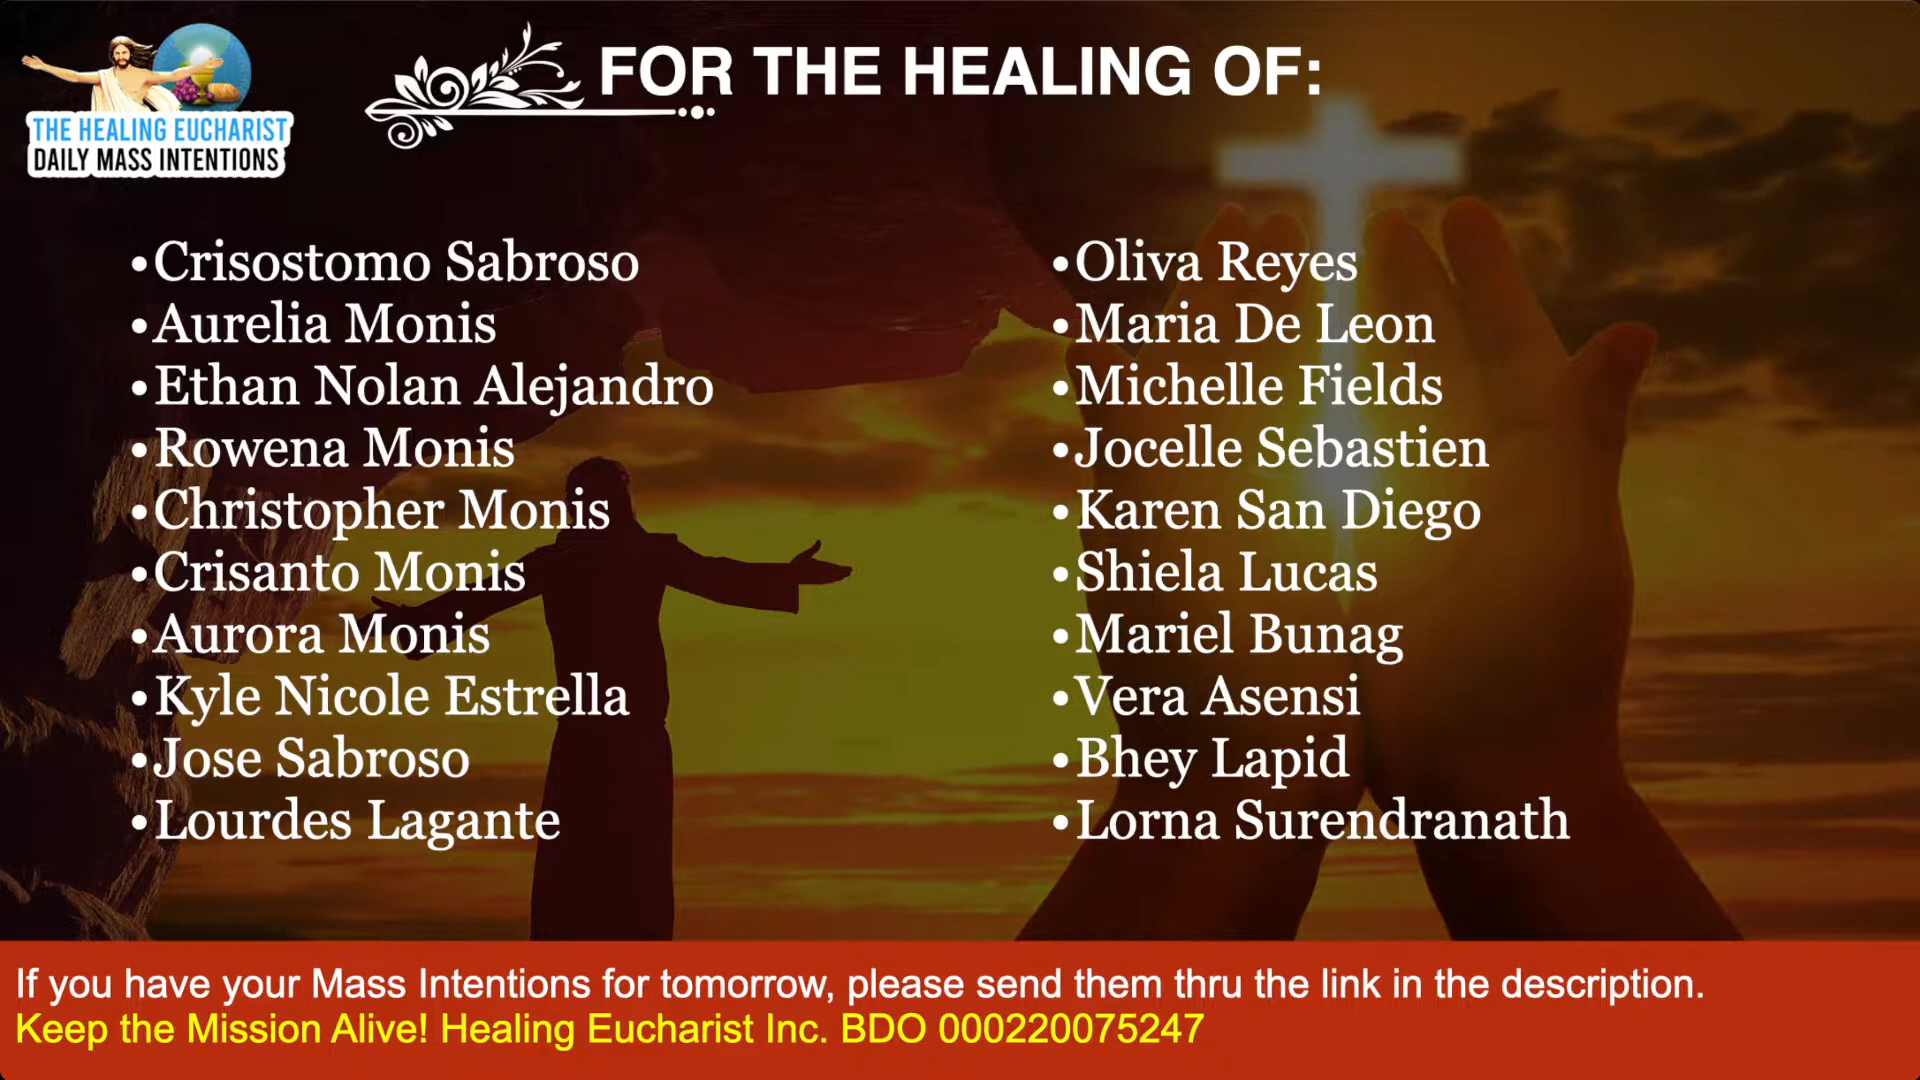 THE HEALING EUCHARIST
DAILY MASS INTENTIONS
FOR THE HEALING OF:
•Crisostomo Sabroso
•Aurelia Monis
•Ethan Nolan Alejandro
•Rowena Monis
•Christopher Monis
•Crisanto Monis
•Aurora Monis
•Kyle Nicole Estrella
•Jose Sabroso
•Lourdes Lagante
•Oliva Reyes
•Maria De Leon
•Michelle Fields
•Jocelle Sebastien
•Karen San Diego
•Shiela Lucas
•Mariel Bunag
•Vera Asensi
•Bhey Lapid
•Lorna Surendranath
If you have your Mass Intentions for tomorrow, please send them thru the link in the description.
Keep the Mission Alive! Healing Eucharist Inc. BDO 000220075247